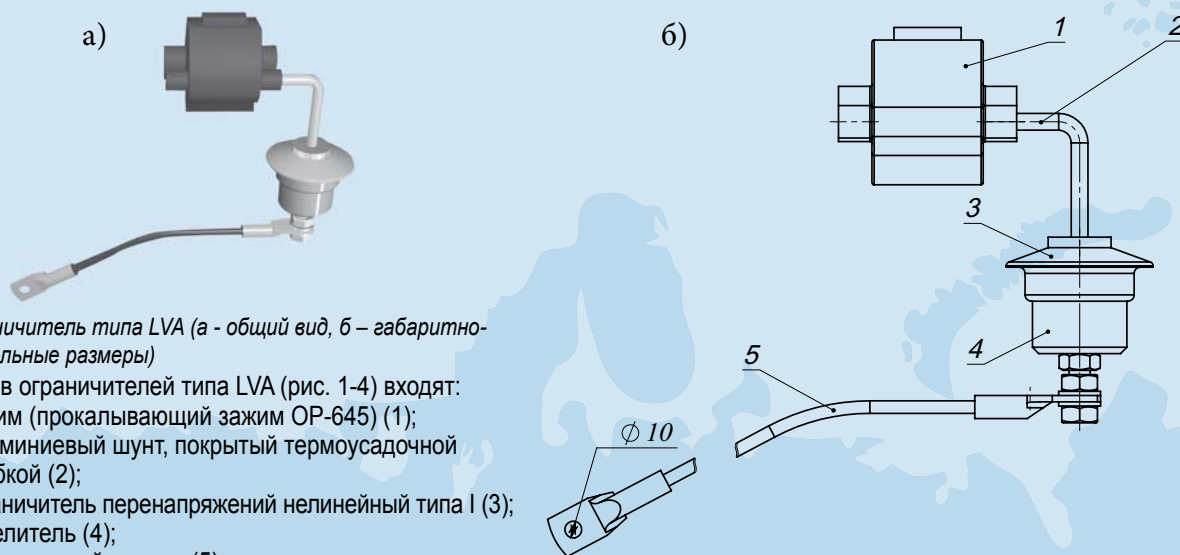 а)
б)
1
2
3
4
5
∅ 10
ничитель типа LVA (а - общий вид, б – габаритно-
льные размеры)
в ограничителей типа LVA (рис. 1-4) входят:
им (прокалывающий зажим OP-645) (1);
миниевый шунт, покрытый термоусадочной
бкой (2);
аничитель перенапряжений нелинейный типа I (3);
елитель (4);